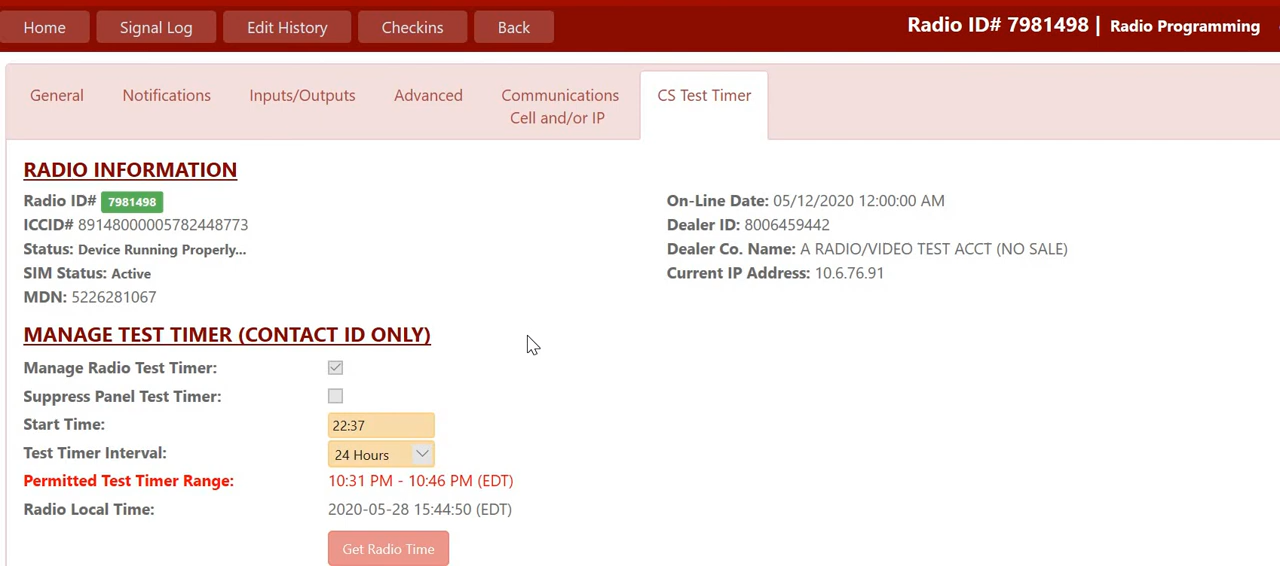 Home Signal Log Edit History Checkins Back Radio ID# 7981498 | Radio Programming
General Notifications Inputs/Outputs Advanced Communications Cell and/or IP CS Test Timer
RADIO INFORMATION
Radio ID# 7981498
ICCID# 89148000005782448773
Status: Device Running Properly...
SIM Status: Active
MDN: 5226281067
On-Line Date: 05/12/2020 12:00:00 AM
Dealer ID: 8006459442
Dealer Co. Name: A RADIO/VIDEO TEST ACCT (NO SALE)
Current IP Address: 10.6.76.91
MANAGE TEST TIMER (CONTACT ID ONLY)
Manage Radio Test Timer:
Suppress Panel Test Timer:
Start Time: 22:37
Test Timer Interval: 24 Hours
Permitted Test Timer Range: 10:31 PM - 10:46 PM (EDT)
Radio Local Time: 2020-05-28 15:44:50 (EDT)
Get Radio Time